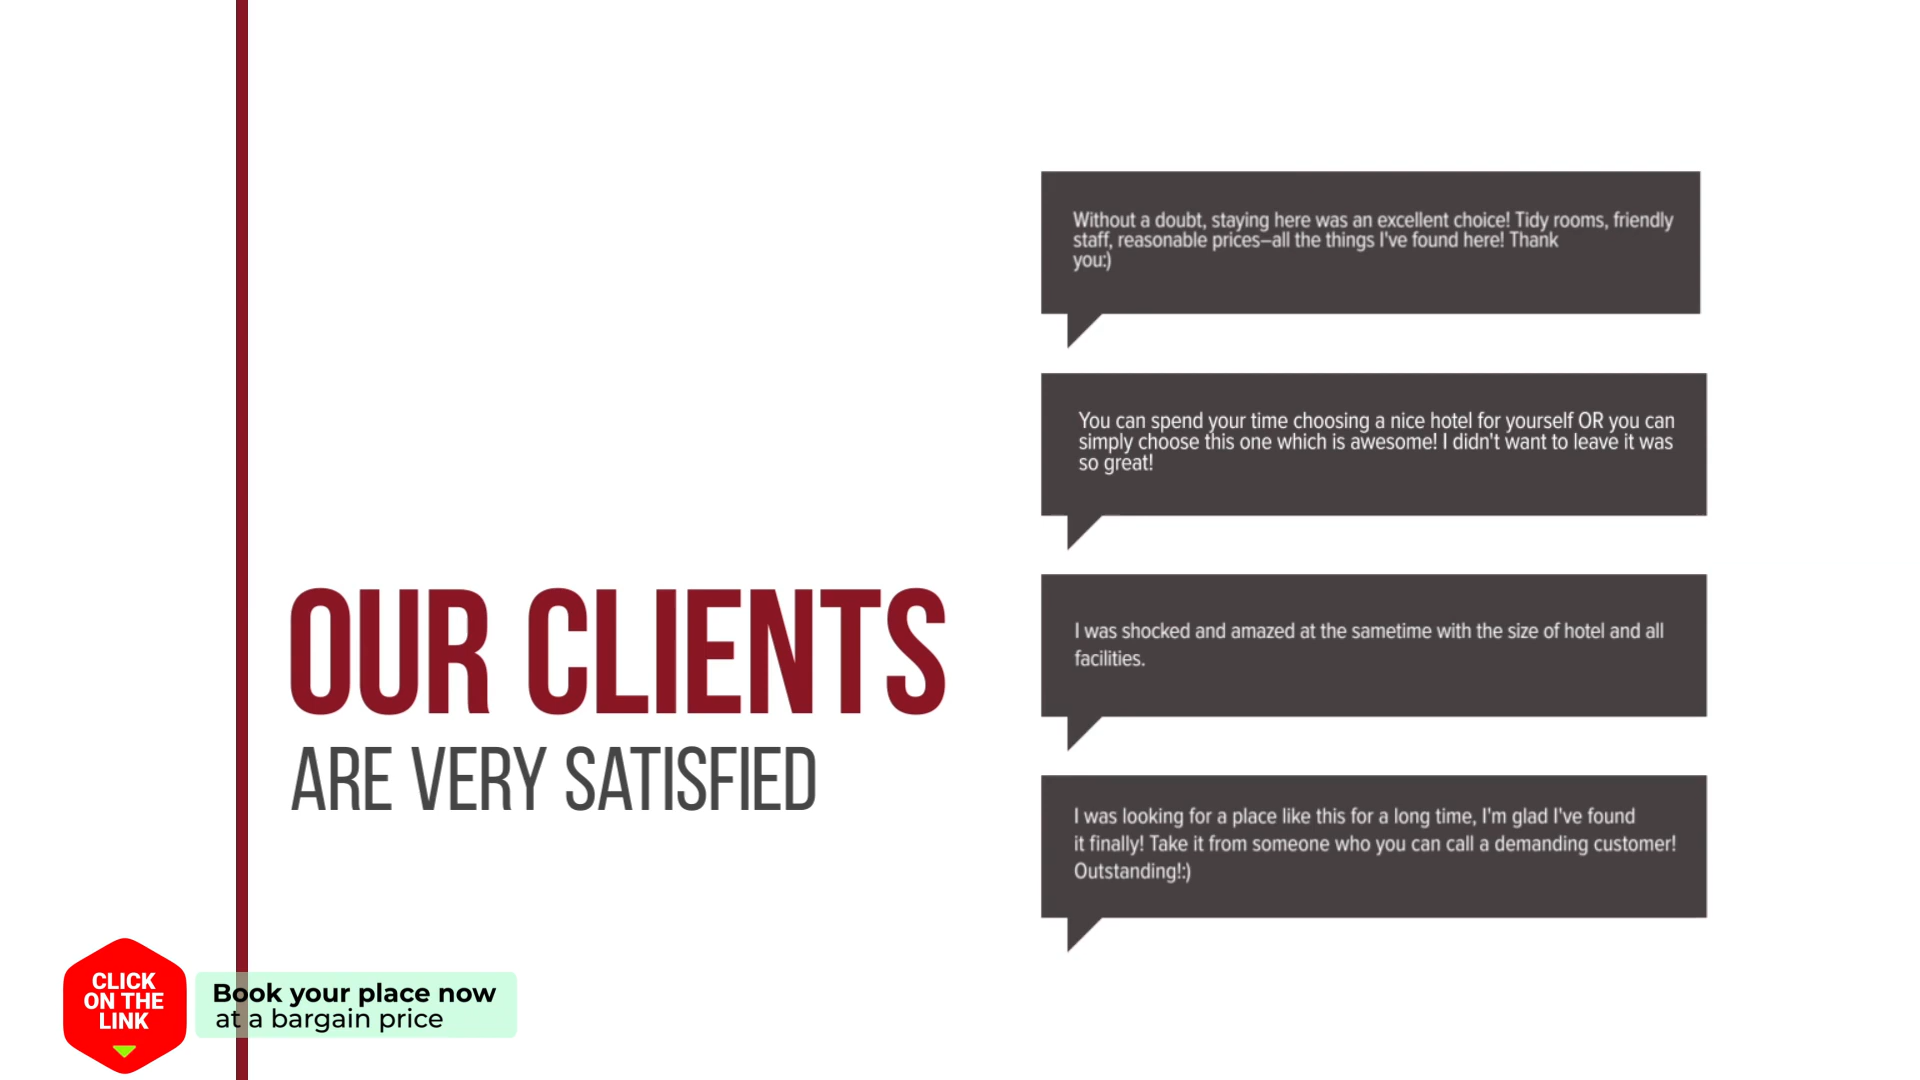 Without a doubt, staying here was an excellent choice! Tidy rooms, friendly
staff, reasonable prices–all the things I've found here! Thank
you:)
You can spend your time choosing a nice hotel for yourself OR you can
simply choose this one which is awesome! I didn't want to leave it was
so great!
I was shocked and amazed at the sametime with the size of hotel and all
facilities.
I was looking for a place like this for a long time, I'm glad I've found
it finally! Take it from someone who you can call a demanding customer!
Outstanding!:)
OUR CLIENTS
ARE VERY SATISFIED
CLICK
ON THE
LINK
Book your place now
at a bargain price